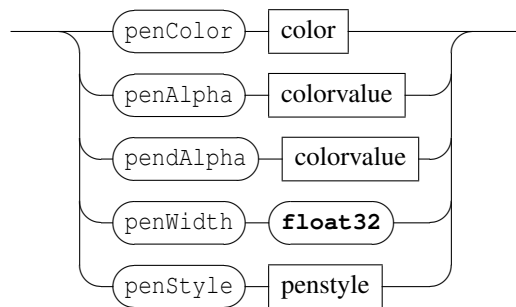 penColor color
penAlpha colorvalue
pendAlpha colorvalue
penWidth float32
penStyle penstyle